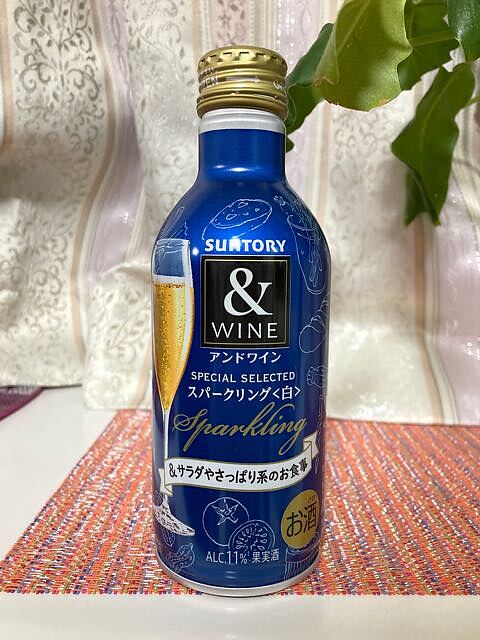 OPEN
SUNTORY
&
WINE
アンドワイン
SPECIAL SELECTED
スパークリング〈白〉
Sparkling
&サラダやさっぱり系のお食事
お酒
ALC.11% 果実酒